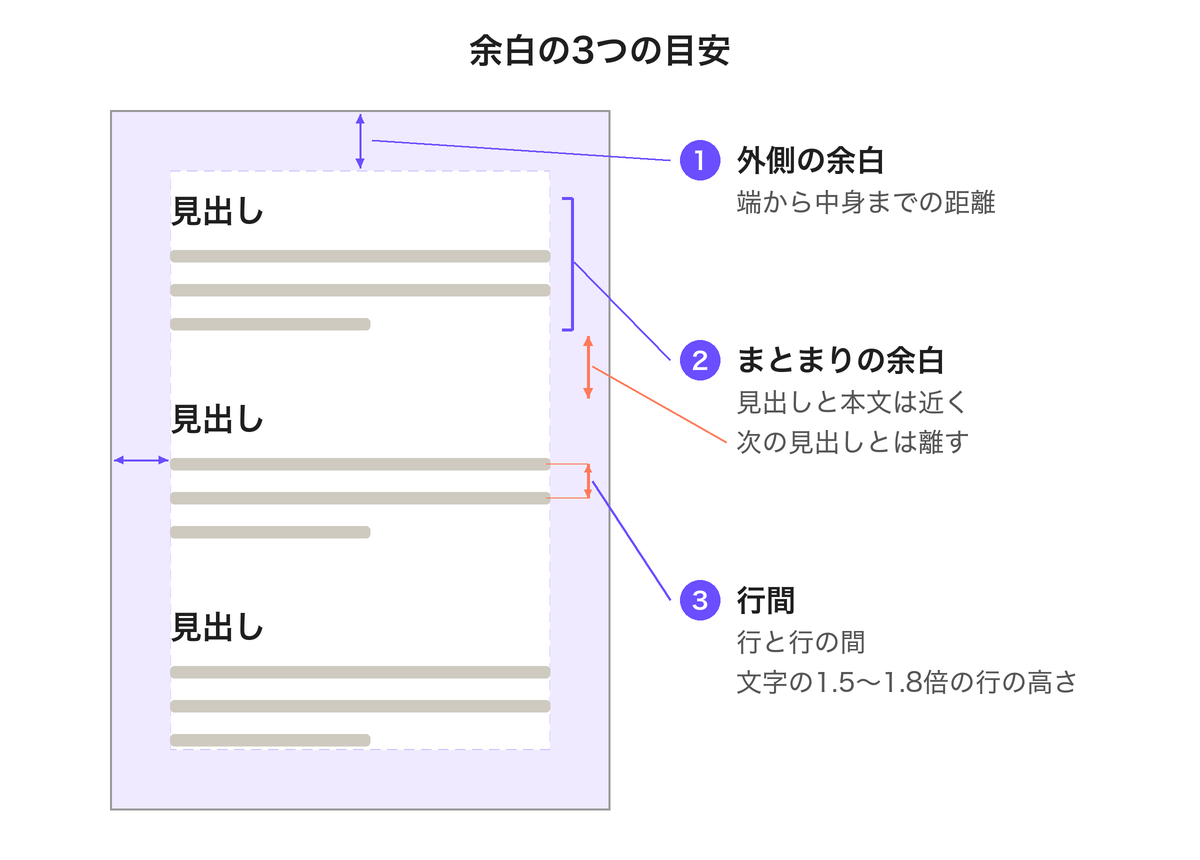 余白の3つの目安
見出し
見出し
見出し
1 外側の余白
端から中身までの距離
2 まとまりの余白
見出しと本文は近く
次の見出しとは離す
3 行間
行と行の間
文字の1.5〜1.8倍の行の高さ